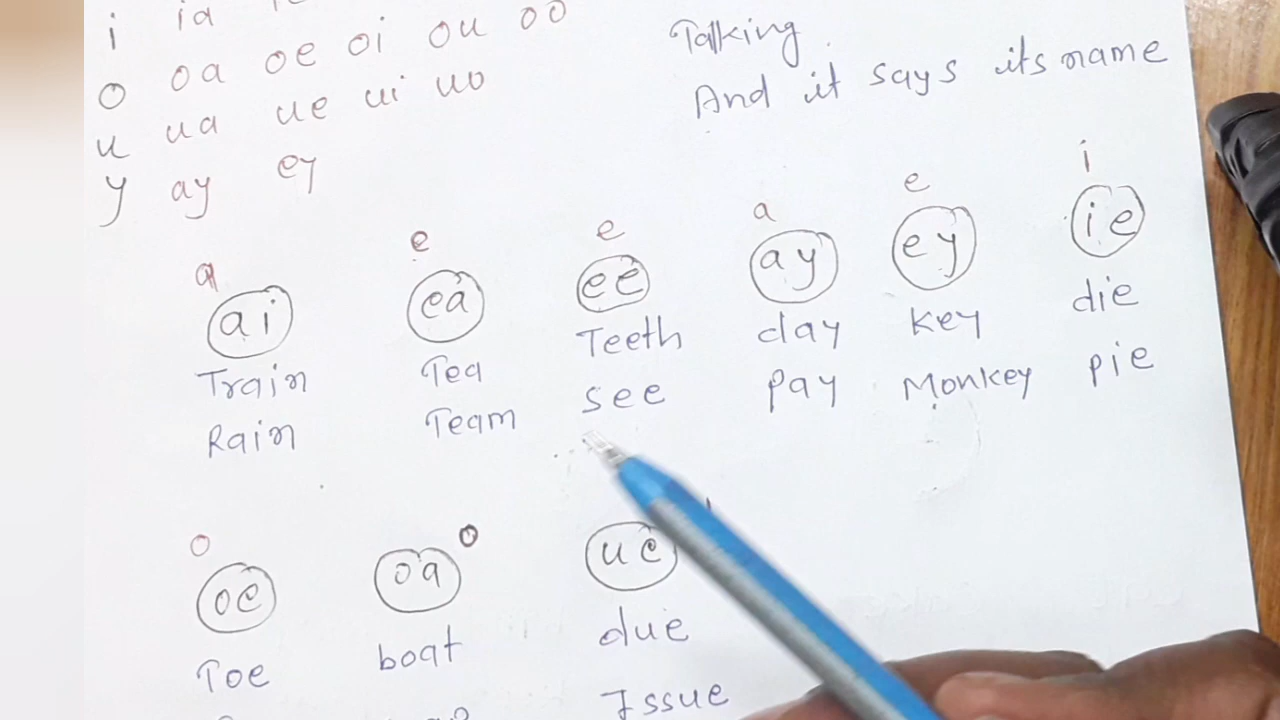 i ia
o oa oe oi ou oo
u ua ue ui uo
y ay ey
Talking
And it says its name
a e e a e i
ai ea ee ay ey ie
Train Tea Teeth clay key die
Rain Team see pay Monkey pie
o o
oe oa ue
Toe boat due
Issue